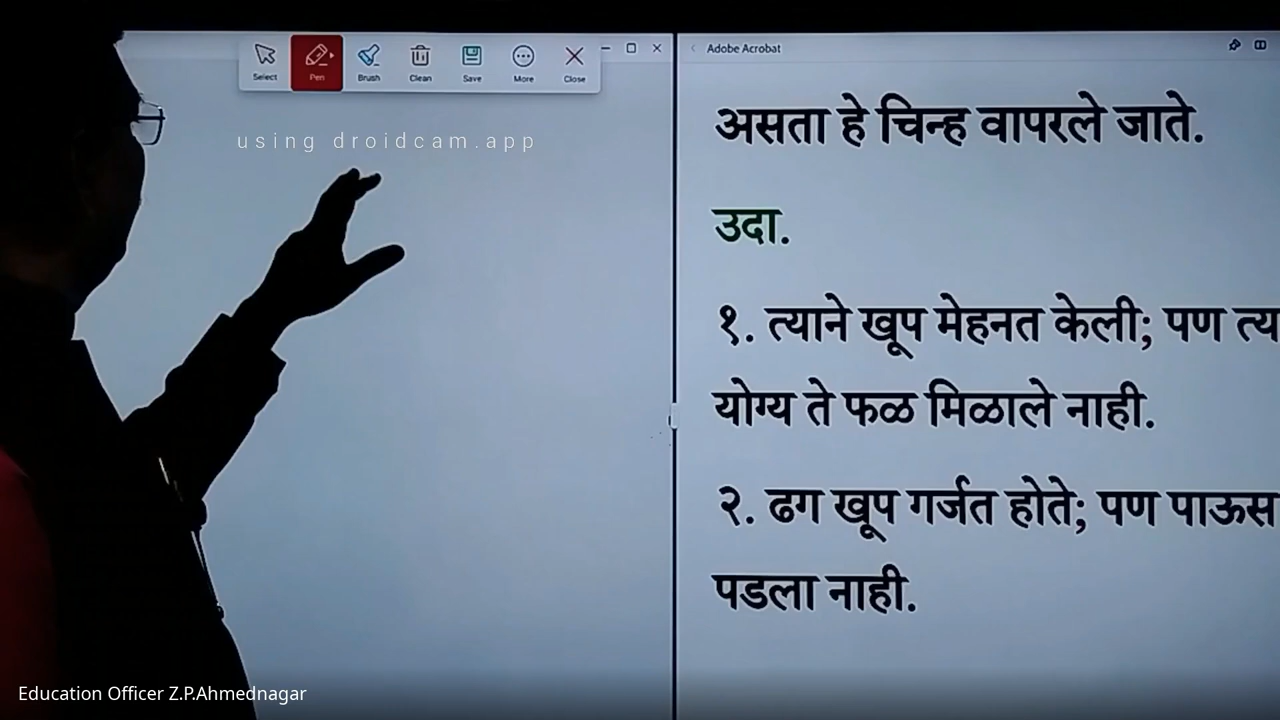 Select Pen Brush Clean Save More Close
using droidcam.app
Adobe Acrobat
असता हे चिन्ह वापरले जाते.
उदा.
१. त्याने खूप मेहनत केली; पण त्य
योग्य ते फळ मिळाले नाही.
२. ढग खूप गर्जत होते; पण पाऊस
पडला नाही.
Education Officer Z.P.Ahmednagar